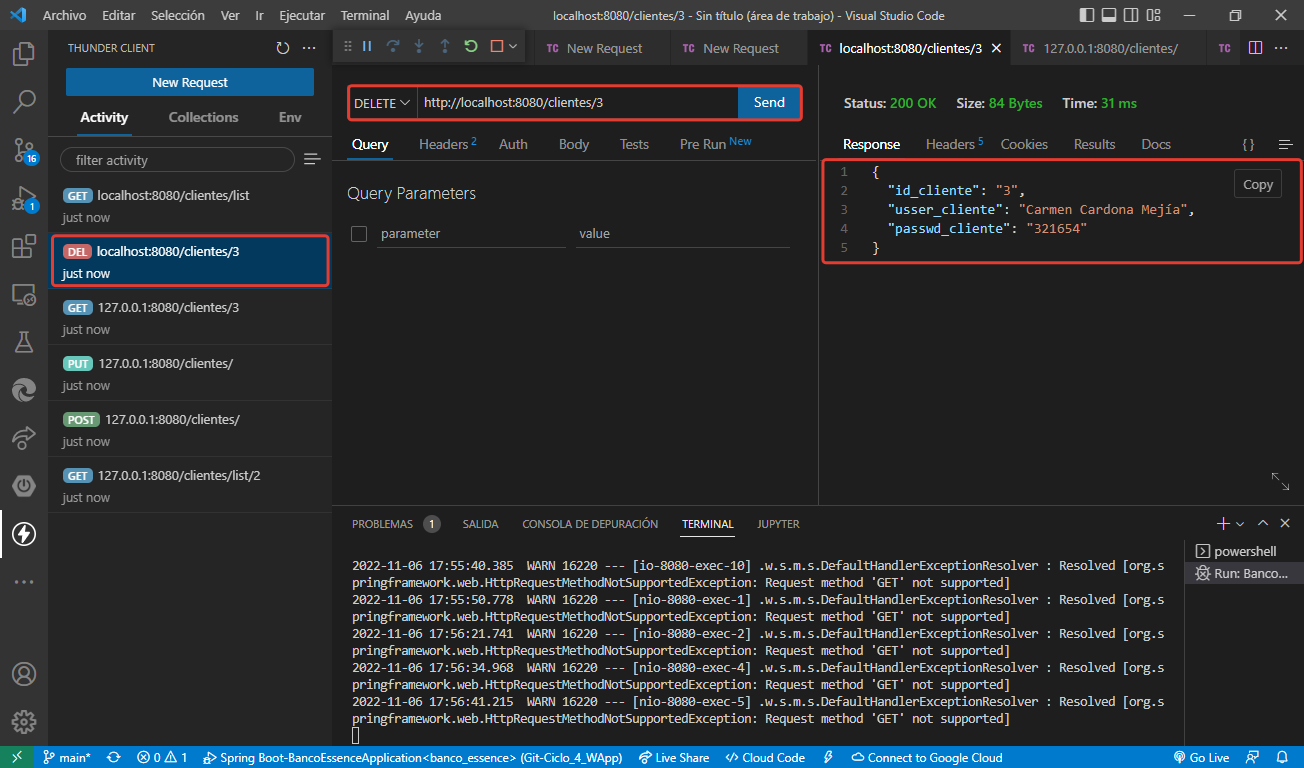 Archivo Editar Selección Ver Ir Ejecutar Terminal Ayuda localhost:8080/clientes/3 - Sin título (área de trabajo) - Visual Studio Code
THUNDER CLIENT
New Request
Activity Collections Env
filter activity
GET localhost:8080/clientes/list
just now
DEL localhost:8080/clientes/3
just now
GET 127.0.0.1:8080/clientes/3
just now
PUT 127.0.0.1:8080/clientes/
just now
POST 127.0.0.1:8080/clientes/
just now
GET 127.0.0.1:8080/clientes/list/2
just now
16
1
TC New Request TC New Request TC localhost:8080/clientes/3 TC 127.0.0.1:8080/clientes/ TC
DELETE http://localhost:8080/clientes/3 Send
Query Headers 2 Auth Body Tests Pre Run New
Query Parameters
parameter value
Status: 200 OK Size: 84 Bytes Time: 31 ms
Response Headers 5 Cookies Results Docs { }
Copy
1 {
2 "id_cliente": "3",
3 "usser_cliente": "Carmen Cardona Mejía",
4 "passwd_cliente": "321654"
5 }
PROBLEMAS 1 SALIDA CONSOLA DE DEPURACIÓN TERMINAL JUPYTER
2022-11-06 17:55:40.385 WARN 16220 --- [io-8080-exec-10] .w.s.m.s.DefaultHandlerExceptionResolver : Resolved [org.s
pringframework.web.HttpRequestMethodNotSupportedException: Request method 'GET' not supported]
2022-11-06 17:55:50.778 WARN 16220 --- [nio-8080-exec-1] .w.s.m.s.DefaultHandlerExceptionResolver : Resolved [org.s
pringframework.web.HttpRequestMethodNotSupportedException: Request method 'GET' not supported]
2022-11-06 17:56:21.741 WARN 16220 --- [nio-8080-exec-2] .w.s.m.s.DefaultHandlerExceptionResolver : Resolved [org.s
pringframework.web.HttpRequestMethodNotSupportedException: Request method 'GET' not supported]
2022-11-06 17:56:34.968 WARN 16220 --- [nio-8080-exec-4] .w.s.m.s.DefaultHandlerExceptionResolver : Resolved [org.s
pringframework.web.HttpRequestMethodNotSupportedException: Request method 'GET' not supported]
2022-11-06 17:56:41.215 WARN 16220 --- [nio-8080-exec-5] .w.s.m.s.DefaultHandlerExceptionResolver : Resolved [org.s
pringframework.web.HttpRequestMethodNotSupportedException: Request method 'GET' not supported]
powershell
Run: Banco...
main* 0 1 Spring Boot-BancoEssenceApplication<banco_essence> (Git-Ciclo_4_WApp) Live Share Cloud Code Connect to Google Cloud Go Live